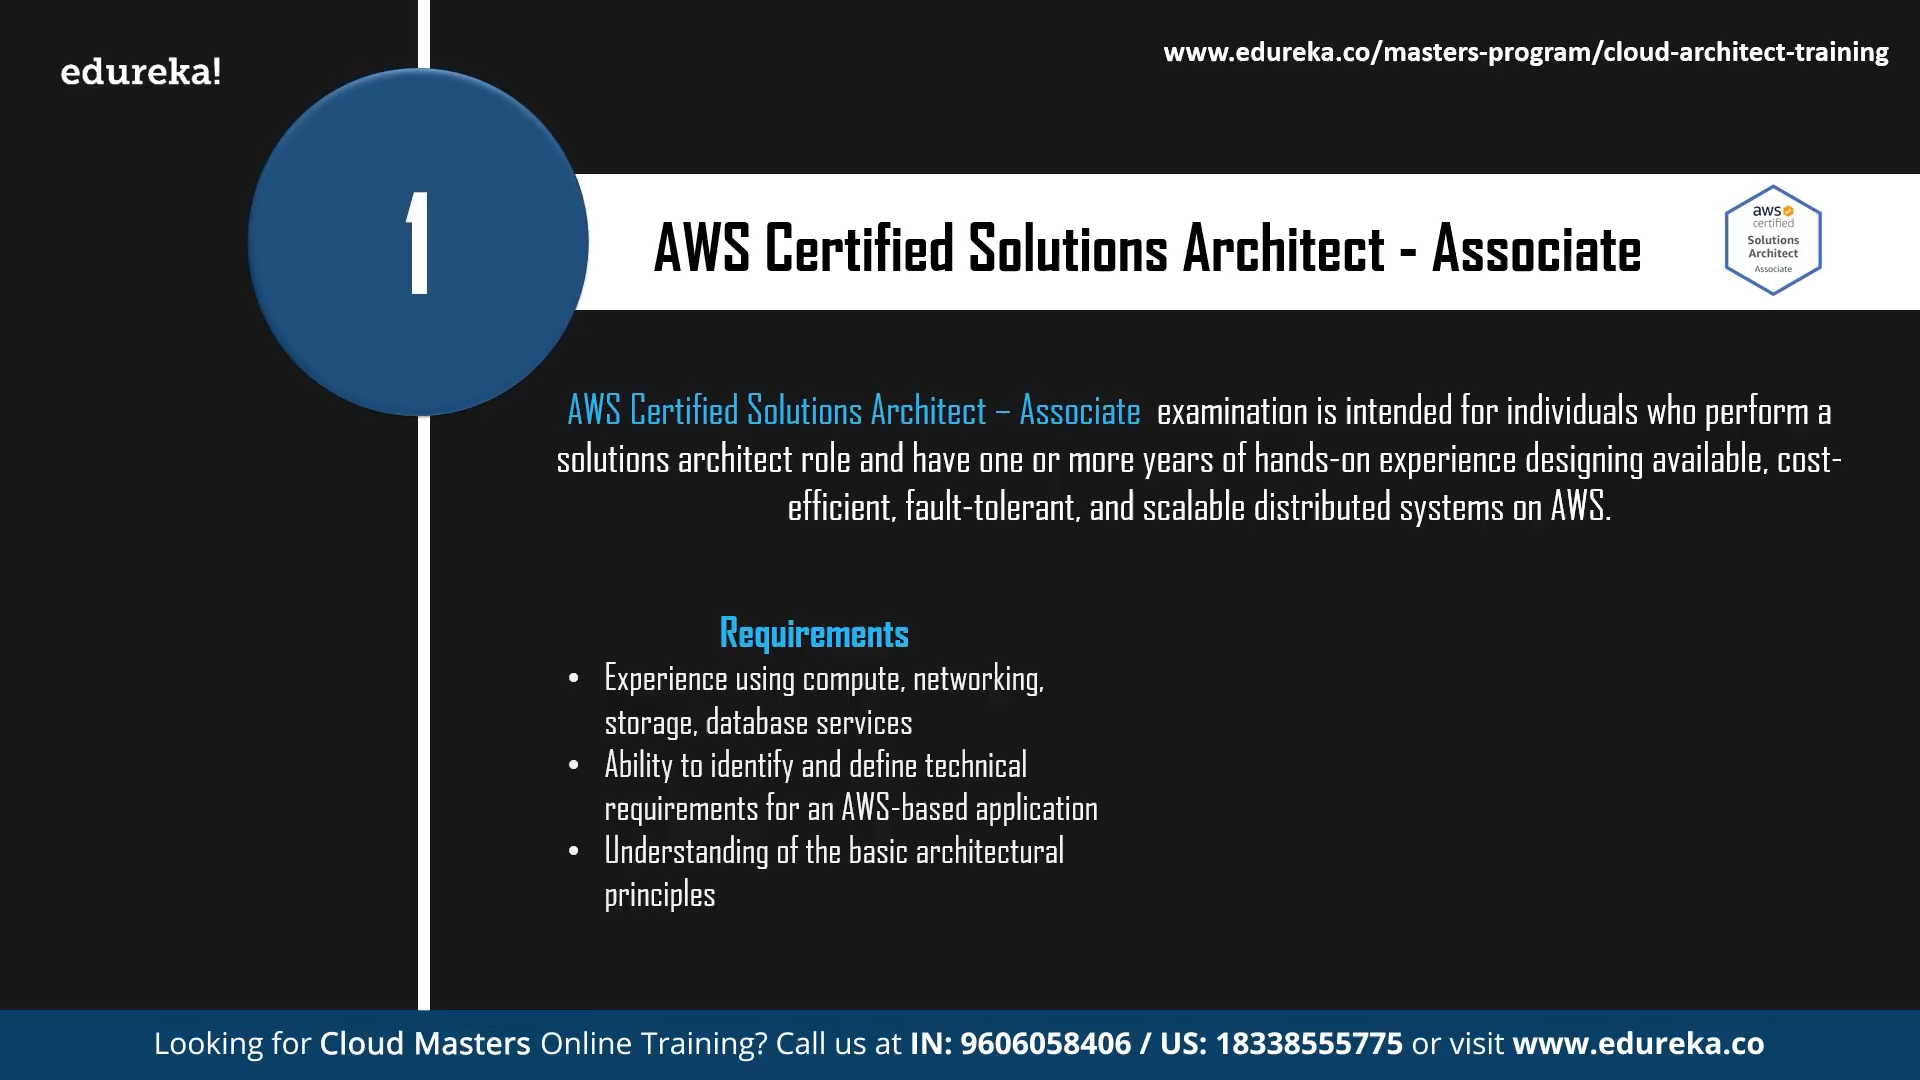 edureka!
www.edureka.co/masters-program/cloud-architect-training
1
AWS Certified Solutions Architect - Associate
aws
certified
Solutions
Architect
Associate
AWS Certified Solutions Architect – Associate examination is intended for individuals who perform a
solutions architect role and have one or more years of hands-on experience designing available, cost-
efficient, fault-tolerant, and scalable distributed systems on AWS.
Requirements
• Experience using compute, networking,
storage, database services
• Ability to identify and define technical
requirements for an AWS-based application
• Understanding of the basic architectural
principles
Looking for Cloud Masters Online Training? Call us at IN: 9606058406 / US: 18338555775 or visit www.edureka.co